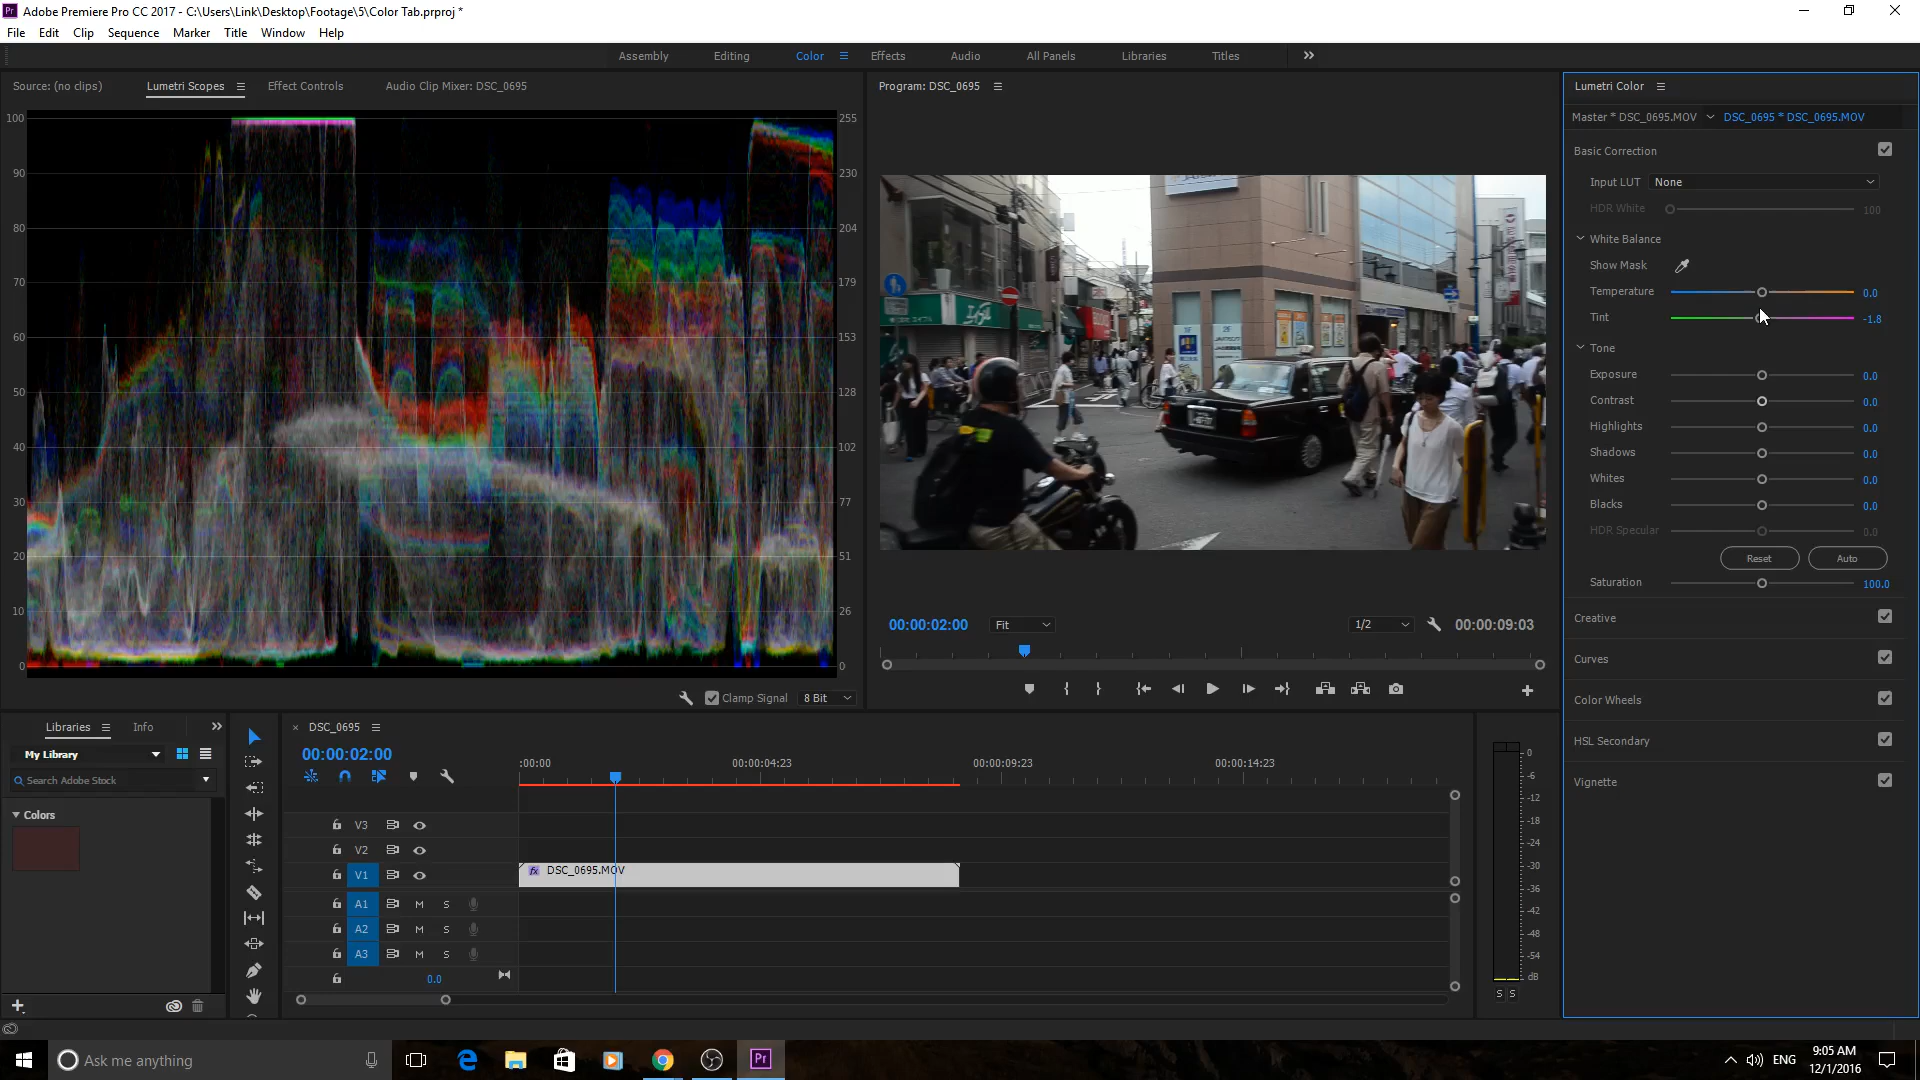 Adobe Premiere Pro CC 2017 - C:\Users\Link\Desktop\Footage\5\Color Tab.prproj *
File Edit Clip Sequence Marker Title Window Help
Assembly Editing Color Effects Audio All Panels Libraries Titles
Source: (no clips) Lumetri Scopes Effect Controls Audio Clip Mixer: DSC_0695
100 255
90 230
80 204
70 179
60 153
50 128
40 102
30 77
20 51
10 26
0 0
Clamp Signal 8 Bit
Program: DSC_0695
00:00:02:00 Fit 1/2 00:00:09:03
Lumetri Color
Master * DSC_0695.MOV DSC_0695 * DSC_0695.MOV
Basic Correction
Input LUT None
HDR White 100
White Balance
Show Mask
Temperature 0.0
Tint -1.8
Tone
Exposure 0.0
Contrast 0.0
Highlights 0.0
Shadows 0.0
Whites 0.0
Blacks 0.0
HDR Specular 0.0
Reset Auto
Saturation 100.0
Creative
Curves
Color Wheels
HSL Secondary
Vignette
Libraries Info
My Library
Search Adobe Stock
Colors
DSC_0695
00:00:02:00
:00:00 00:00:04:23 00:00:09:23 00:00:14:23
V3
V2
V1 fx DSC_0695.MOV
A1 M S
A2 M S
A3 M S
0.0
0
-6
-12
-18
-24
-30
-36
-42
-48
-54
dB
S S
Ask me anything
Pr
ENG
9:05 AM
12/1/2016